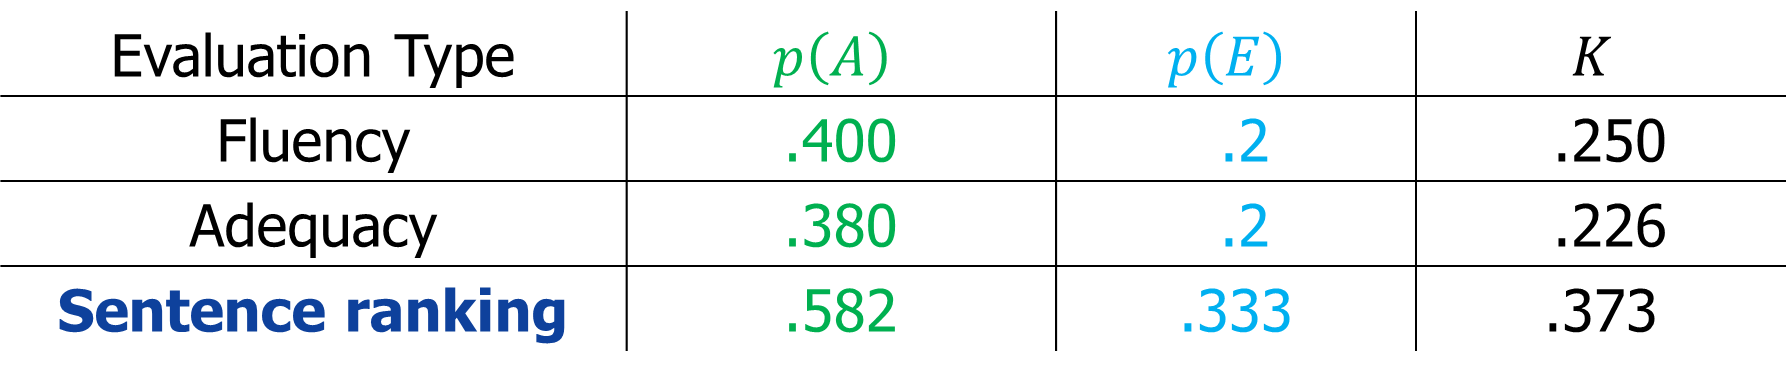 Evaluation Type p(A) p(E) K
Fluency .400 .2 .250
Adequacy .380 .2 .226
Sentence ranking .582 .333 .373